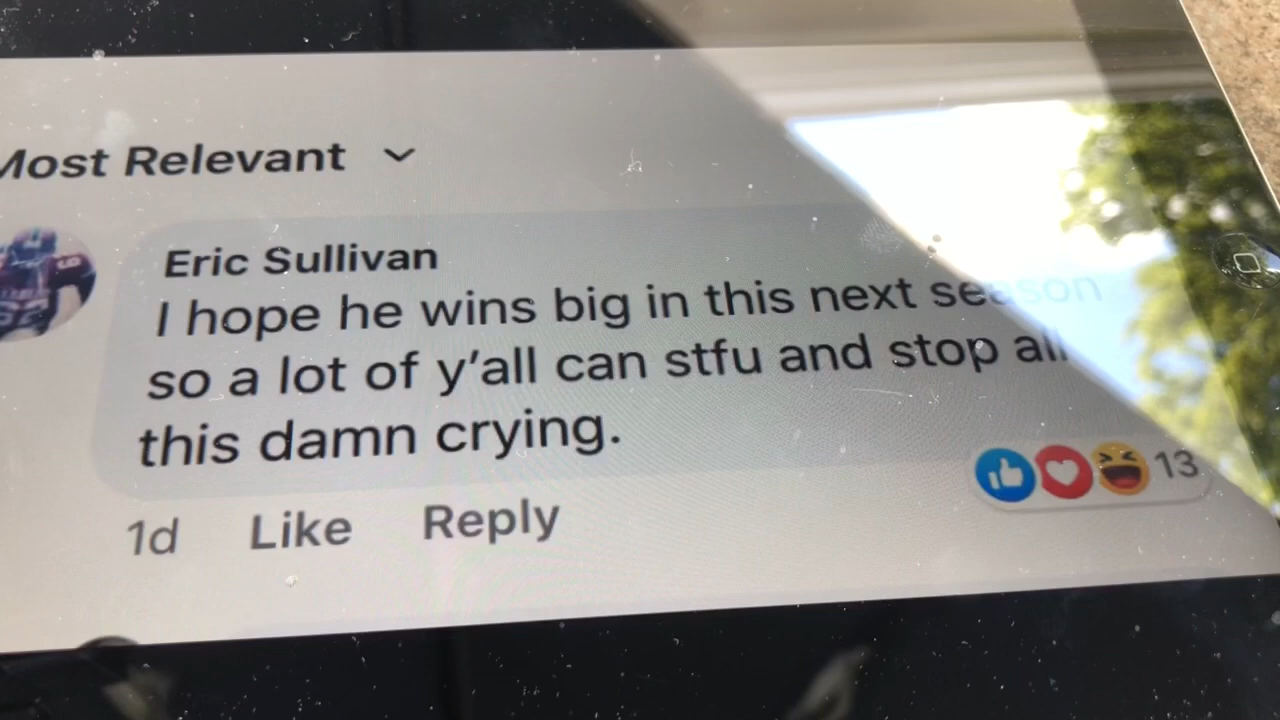 Most Relevant
Eric Sullivan
I hope he wins big in this next season
so a lot of y'all can stfu and stop all
this damn crying.
13
1d Like Reply